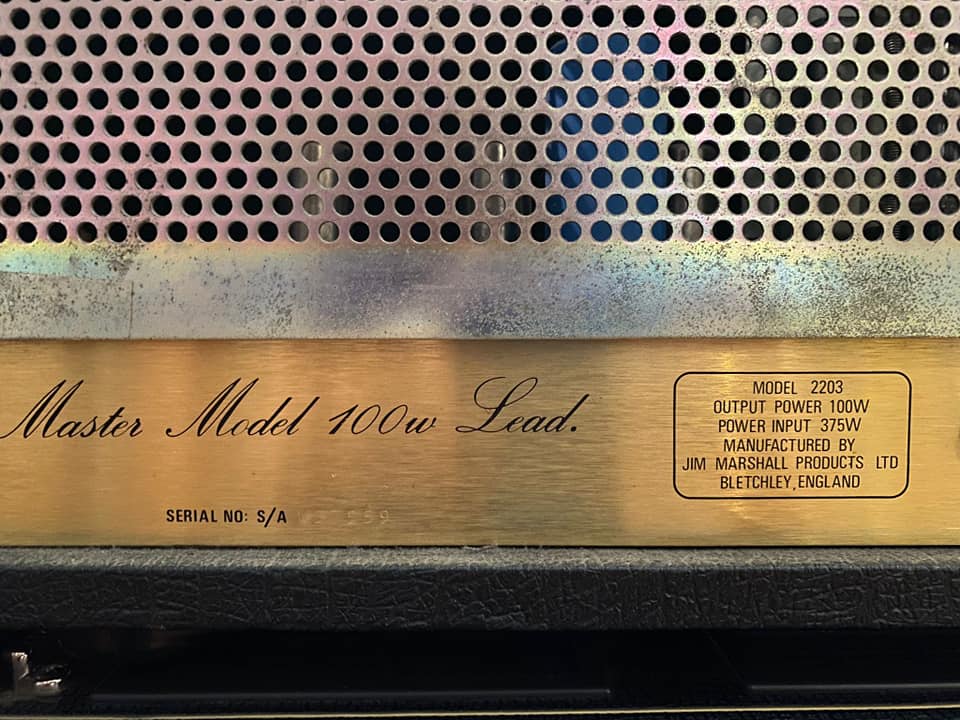 Master Model 100w Lead.
SERIAL NO: S/A
MODEL 2203
OUTPUT POWER 100W
POWER INPUT 375W
MANUFACTURED BY
JIM MARSHALL PRODUCTS LTD
BLETCHLEY, ENGLAND